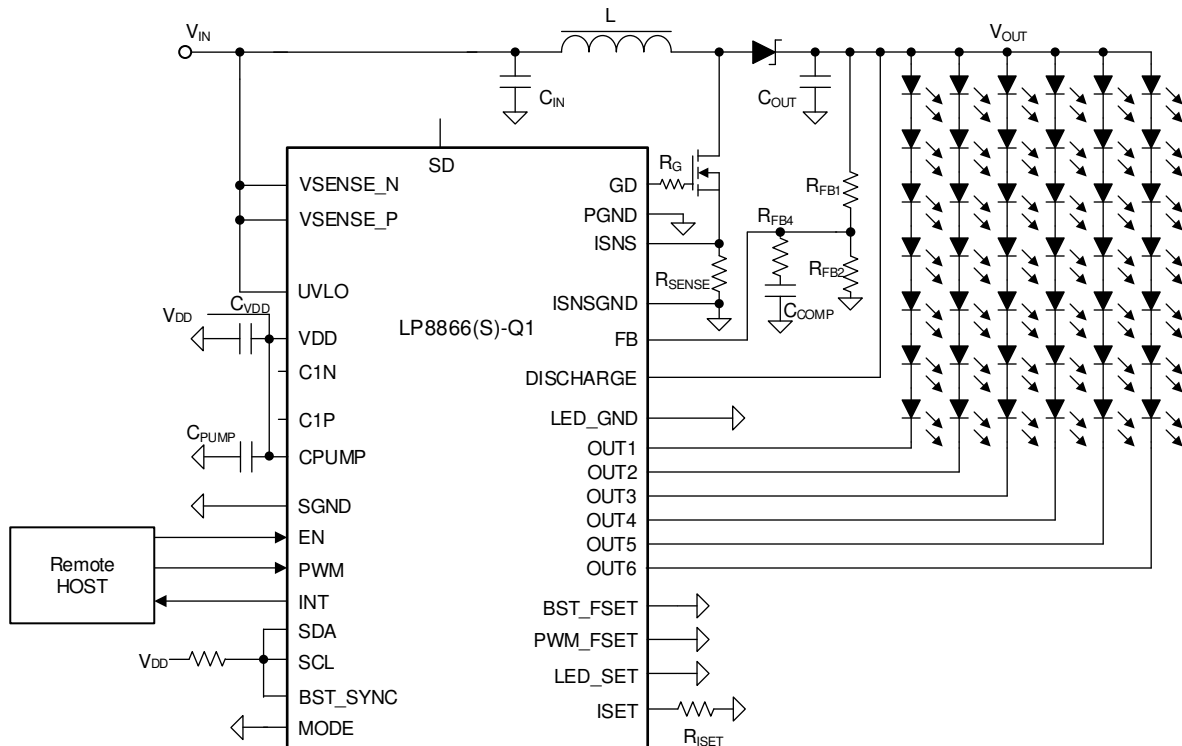 L
VIN
VOUT
CIN
COUT
SD
RG
VSENSE_N
GD
RFB1
VSENSE_P
PGND
RFB4
ISNS
RSENSE
RFB2
UVLO
ISNSGND
CCOMP
CVDD
VDD
LP8866(S)-Q1
VDD
FB
C1N
DISCHARGE
C1P
LED_GND
CPUMP
OUT1
CPUMP
OUT2
OUT3
SGND
OUT4
EN
OUT5
Remote
HOST
PWM
OUT6
INT
BST_FSET
SDA
PWM_FSET
VDD
SCL
LED_SET
BST_SYNC
ISET
MODE
RISET